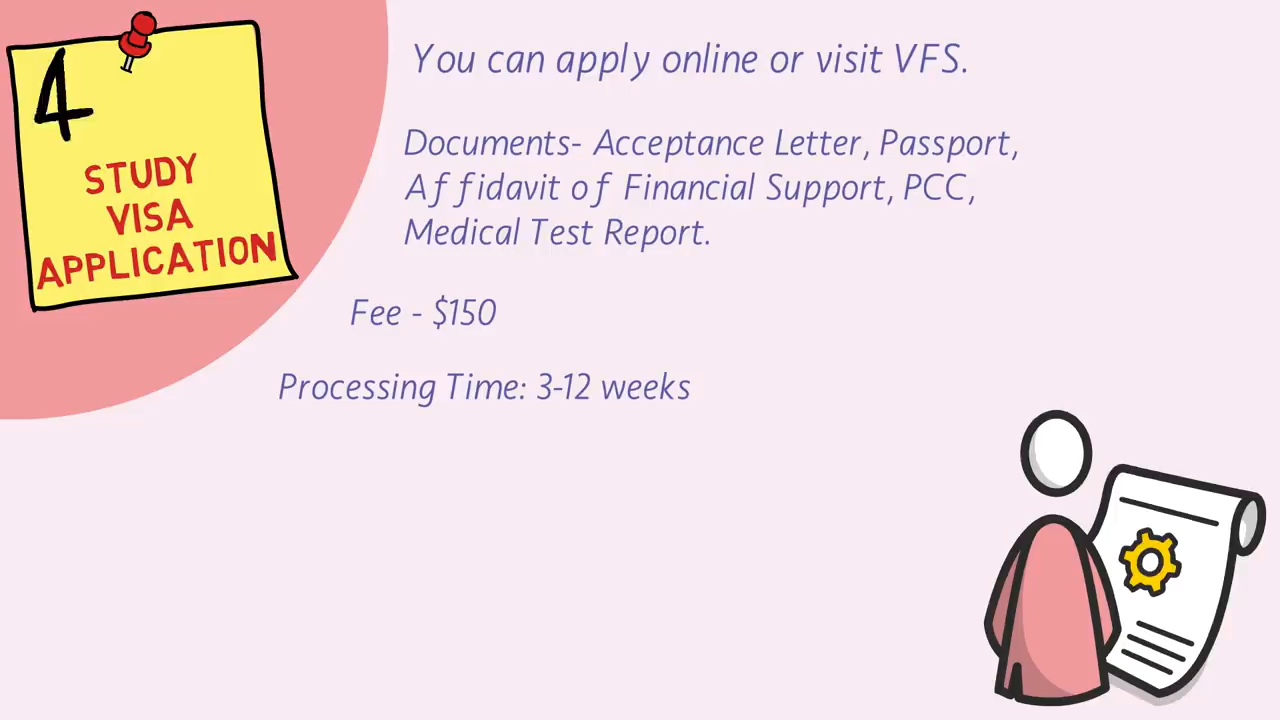 4
STUDY
VISA
APPLICATION
You can apply online or visit VFS.
Documents- Acceptance Letter, Passport,
Affidavit of Financial Support, PCC,
Medical Test Report.
Fee - $150
Processing Time: 3-12 weeks